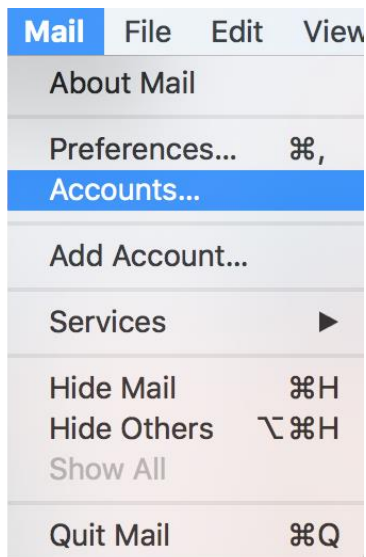 Mail File Edit View
About Mail
Preferences... ⌘,
Accounts...
Add Account...
Services ▶
Hide Mail ⌘H
Hide Others ⌥⌘H
Show All
Quit Mail ⌘Q